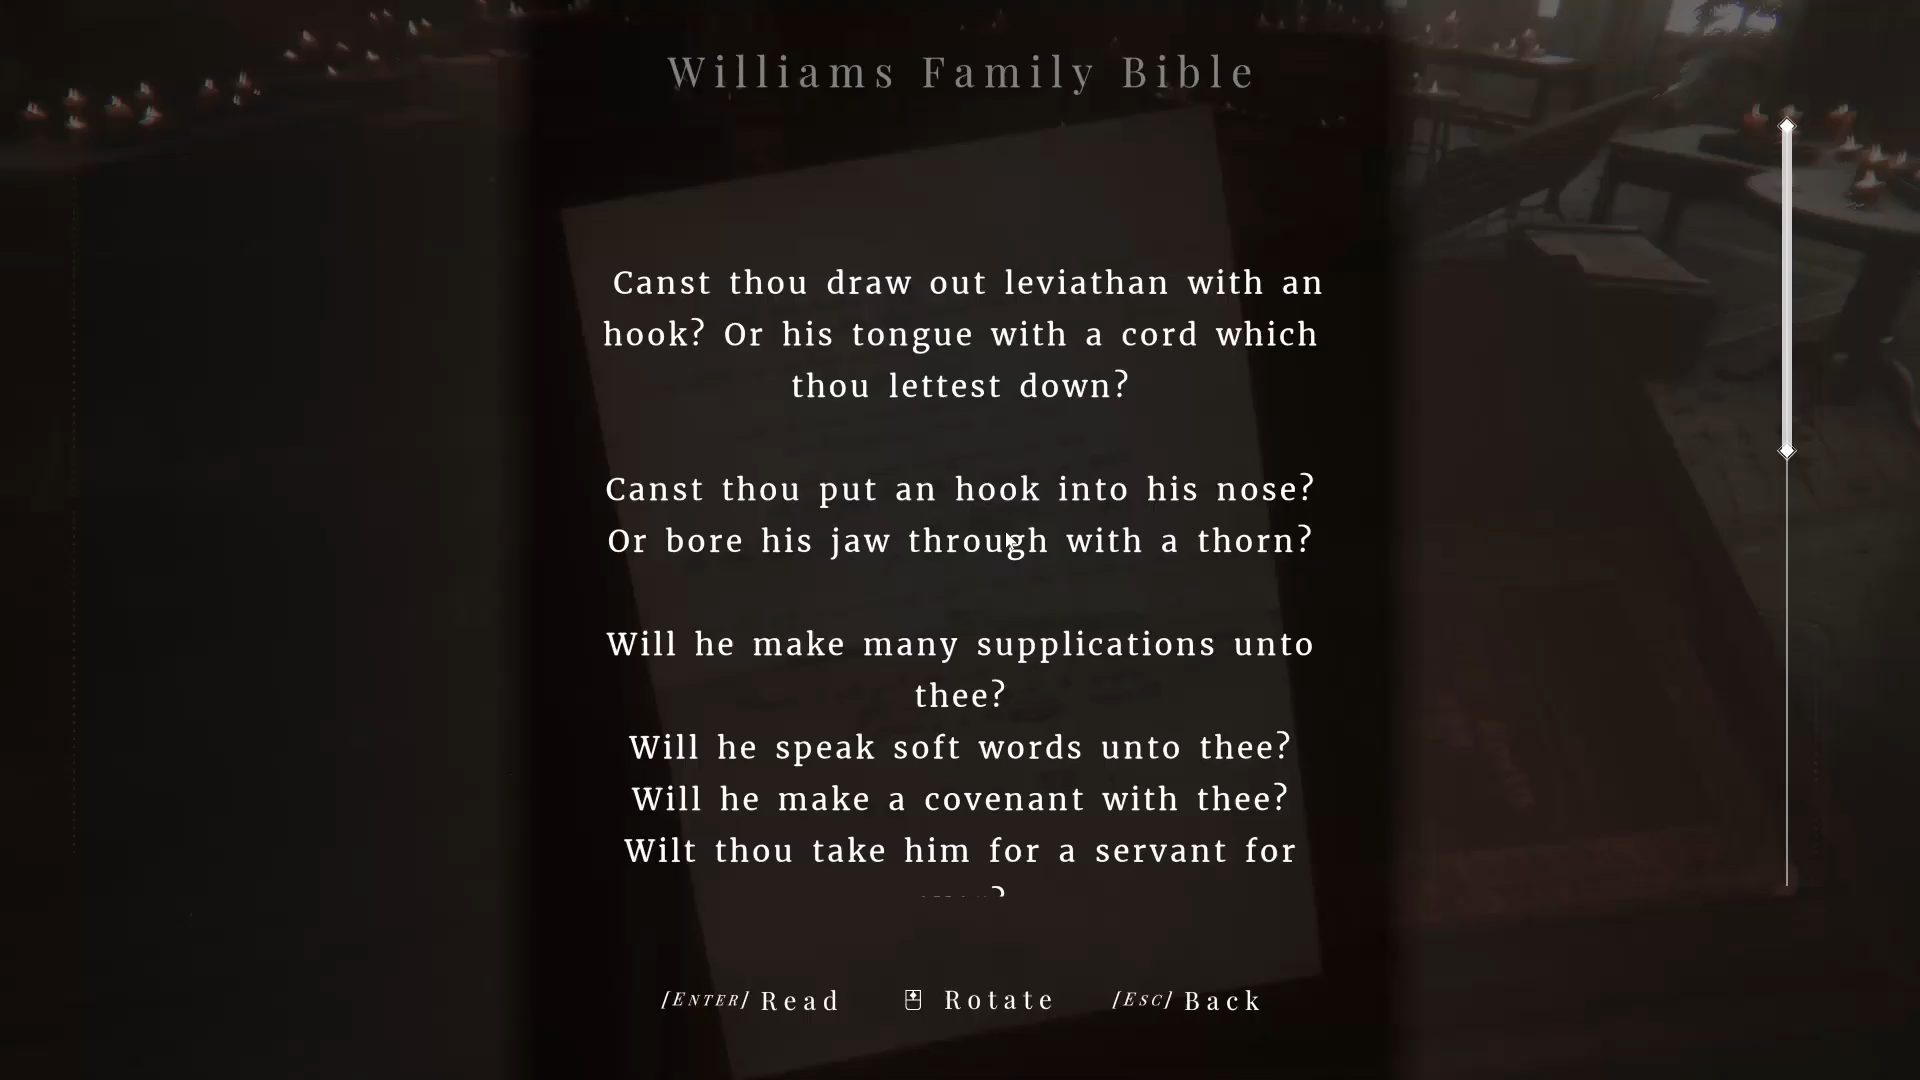 Williams Family Bible
Canst thou draw out leviathan with an
hook? Or his tongue with a cord which
thou lettest down?
Canst thou put an hook into his nose?
Or bore his jaw through with a thorn?
Will he make many supplications unto
thee?
Will he speak soft words unto thee?
Will he make a covenant with thee?
Wilt thou take him for a servant for
[ENTER] Read Rotate [ESC] Back